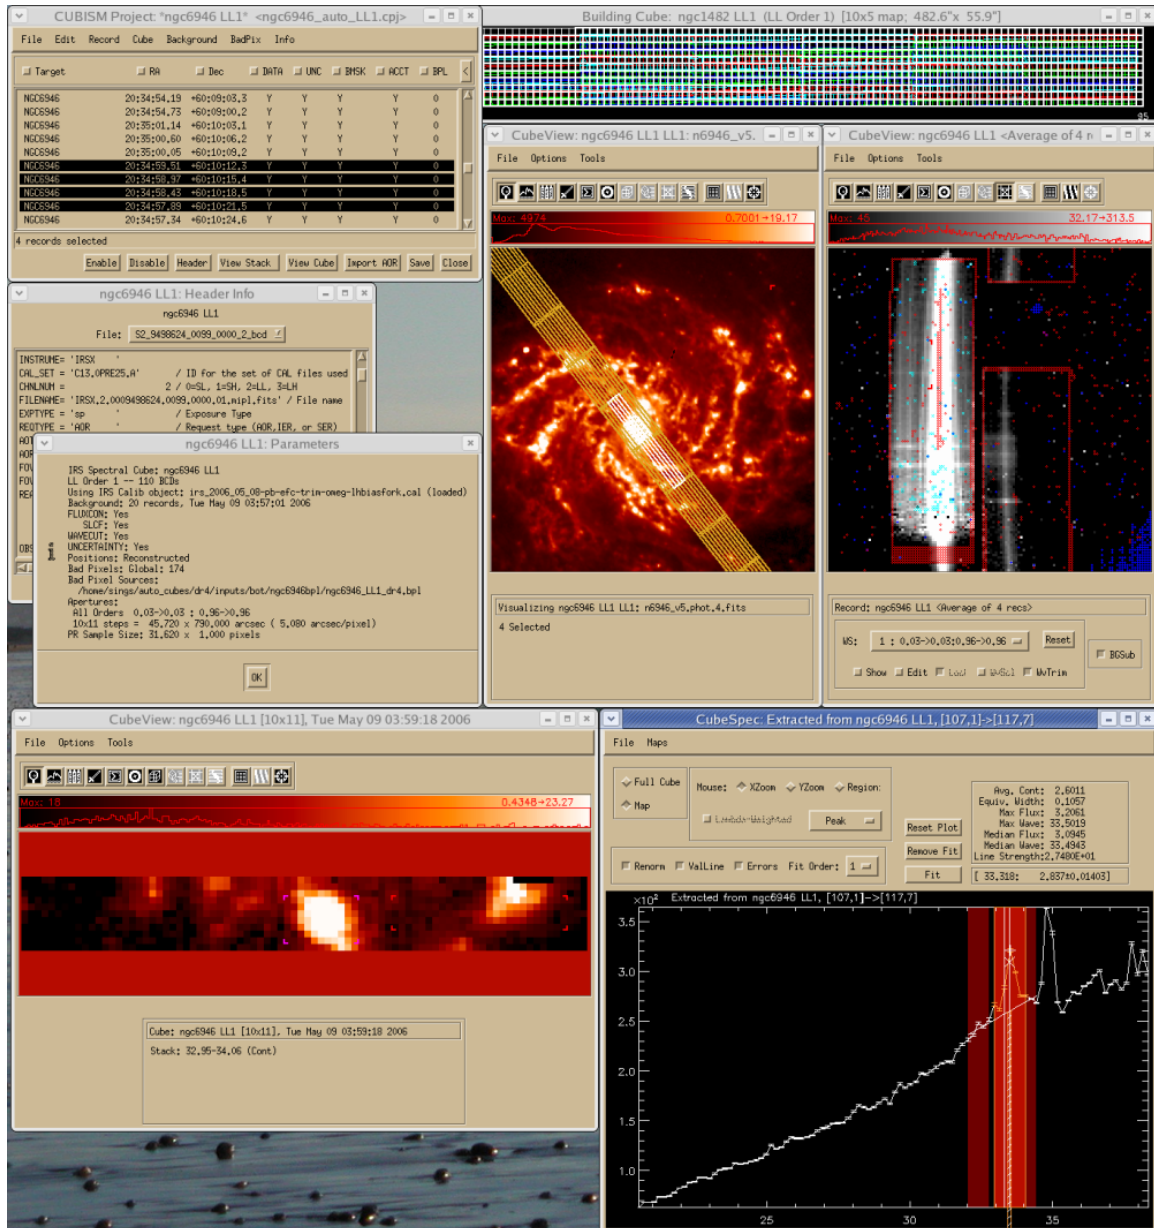 CUBISM Project: *ngc6946 LL1* <ngc6946_auto_LL1.cpj>
File Edit Record Cube Background BadPix Info
Target RA Dec DATA UNC BMSK ACCT BPL <
NGC6946 20:34:54.19 +60:09:03.3 Y Y Y Y 0
NGC6946 20:34:54.73 +60:09:00.2 Y Y Y Y 0
NGC6946 20:35:01.14 +60:10:03.1 Y Y Y Y 0
NGC6946 20:35:00.60 +60:10:06.2 Y Y Y Y 0
NGC6946 20:35:00.05 +60:10:09.2 Y Y Y Y 0
NGC6946 20:34:59.51 +60:10:12.3 Y Y Y Y 0
NGC6946 20:34:58.97 +60:10:15.4 Y Y Y Y 0
NGC6946 20:34:58.43 +60:10:18.5 Y Y Y Y 0
NGC6946 20:34:57.89 +60:10:21.5 Y Y Y Y 0
NGC6946 20:34:57.34 +60:10:24.6 Y Y Y Y 0
4 records selected
Enable Disable Header View Stack View Cube Import AOR Save Close
Building Cube: ngc1482 LL1 (LL Order 1) [10x5 map; 482.6"x 55.9"]
95
ngc6946 LL1: Header Info
ngc6946 LL1
File: S2_9498624_0099_0000_2_bcd
INSTRUME= 'IRSX '
CAL_SET = 'C13.0PRE25.A' / ID for the set of CAL files used
CHNLNUM = 2 / 0=SL, 1=SH, 2=LL, 3=LH
FILENAME= 'IRSX.2.0009498624.0099.0000.01.mipl.fits' / File name
EXPTYPE = 'sp ' / Exposure Type
REQTYPE = 'AOR ' / Request type (AOR,IER, or SER)
AOT
AOR
FOV
FOV
REA
OBS
ngc6946 LL1: Parameters
IRS Spectral Cube: ngc6946 LL1
LL Order 1 -- 110 BCDs
Using IRS Calib object: irs_2006_05_08-pb-efc-trim-omeg-lhbiasfork.cal (loaded)
Background: 20 records, Tue May 09 03:57:01 2006
FLUXCON: Yes
SLCF: Yes
WAVECUT: Yes
UNCERTAINTY: Yes
Positions: Reconstructed
Bad Pixels: Global: 174
Bad Pixel Sources:
/home/sings/auto_cubes/dr4/inputs/bot/ngc6946bpl/ngc6946_LL1_dr4.bpl
Apertures:
All Orders 0.03->0.03 : 0.96->0.96
10x11 steps = 45.720 x 790.000 arcsec ( 5.080 arcsec/pixel)
PR Sample Size: 31.620 x 1.000 pixels
OK
CubeView: ngc6946 LL1 LL1: n6946_v5.
File Options Tools
Max: 4974 0.7001→19.17
Visualizing ngc6946 LL1 LL1: n6946_v5.phot.4.fits
4 Selected
CubeView: ngc6946 LL1 <Average of 4 r
File Options Tools
Max: 45 32.17→313.5
Record: ngc6946 LL1 <Average of 4 recs>
WS: 1 : 0.03->0.03:0.96->0.96 Reset
BGSub
Show Edit Load WvSel WvTrim
CubeView: ngc6946 LL1 [10x11], Tue May 09 03:59:18 2006
File Options Tools
Max: 18 0.4348→23.27
Cube: ngc6946 LL1 [10x11], Tue May 09 03:59:18 2006
Stack: 32.95-34.06 (Cont)
CubeSpec: Extracted from ngc6946 LL1, [107,1]->[117,7]
File Maps
Full Cube
Map
Mouse: XZoom YZoom Region:
Lambda-Weighted Peak
Renorm ValLine Errors Fit Order: 1
Reset Plot
Remove Fit
Fit
Avg. Cont: 2.6011
Equiv. Width: 0.1057
Max Flux: 3.2061
Max Wave: 33.5019
Median Flux: 3.0945
Median Wave: 33.4943
Line Strength:2.7480E+01
[ 33.318: 2.837±0.01403]
×10² Extracted from ngc6946 LL1, [107,1]->[117,7]
3.5
3.0
2.5
2.0
1.5
1.0
25 30 35